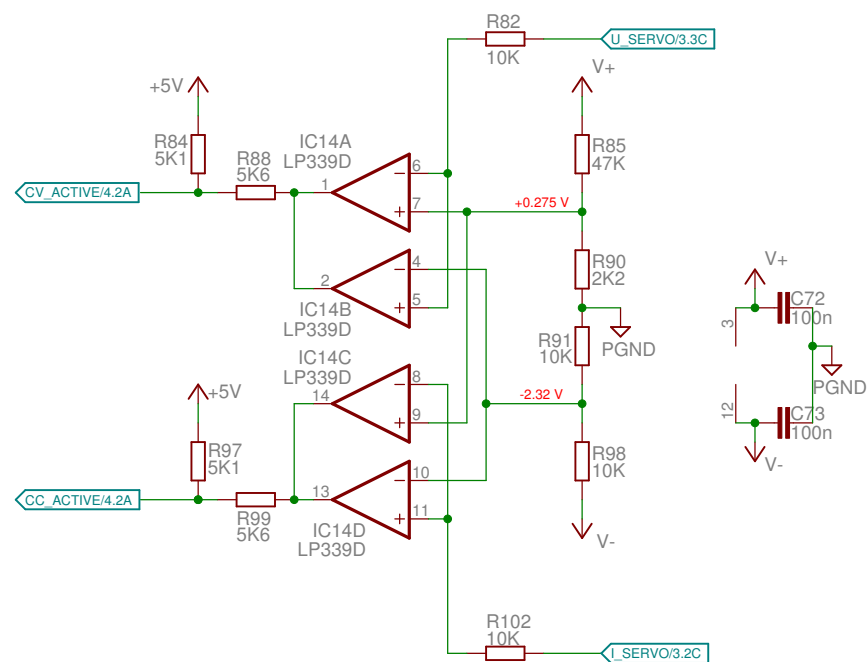 R82
10K
U_SERVO/3.3C
V+
+5V
R84
5K1
R88
5K6
IC14A
LP339D
CV_ACTIVE/4.2A
1
6
7
R85
47K
+0.275 V
R90
2K2
V+
C72
100n
3
PGND
4
5
2
IC14B
LP339D
R91
10K
PGND
IC14C
LP339D
8
9
14
-2.32 V
+5V
12
C73
100n
V-
R97
5K1
R98
10K
10
11
13
CC_ACTIVE/4.2A
R99
5K6
IC14D
LP339D
V-
R102
10K
I_SERVO/3.2C